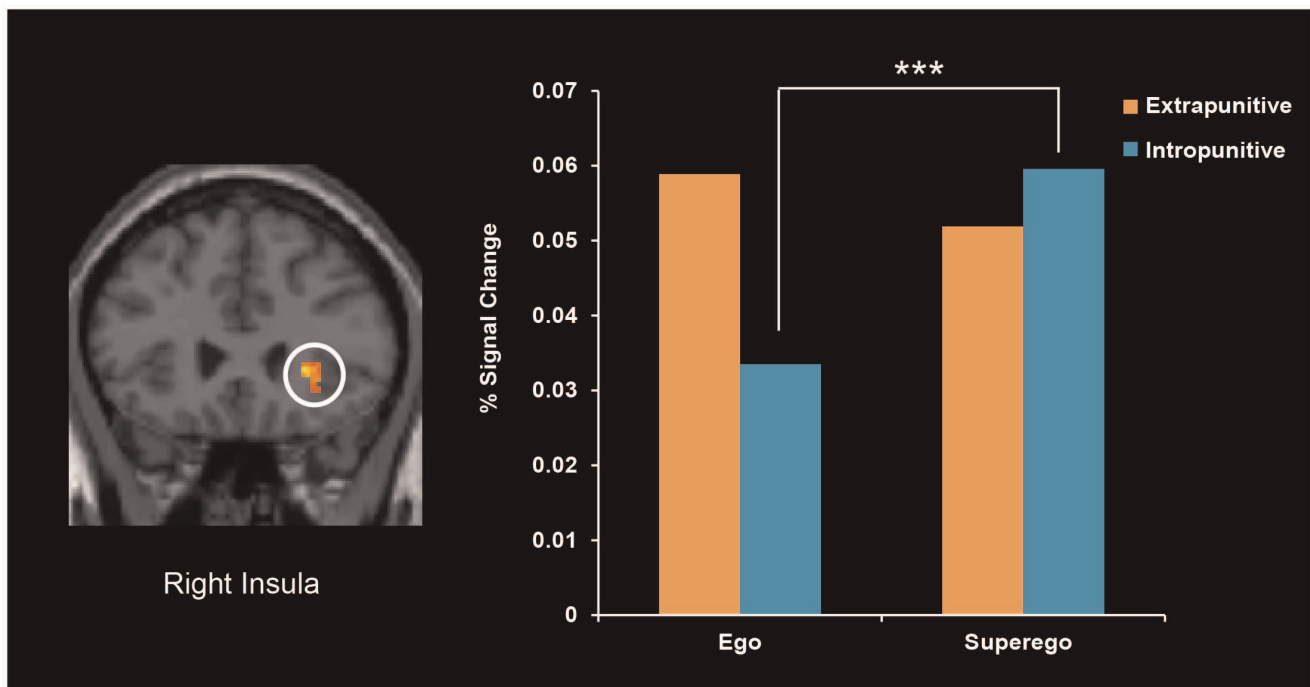 ***
0.07
0.06
0.05
0.04
0.03
0.02
0.01
0
% Signal Change
Extrapunitive
Intropunitive
Ego
Superego
Right Insula